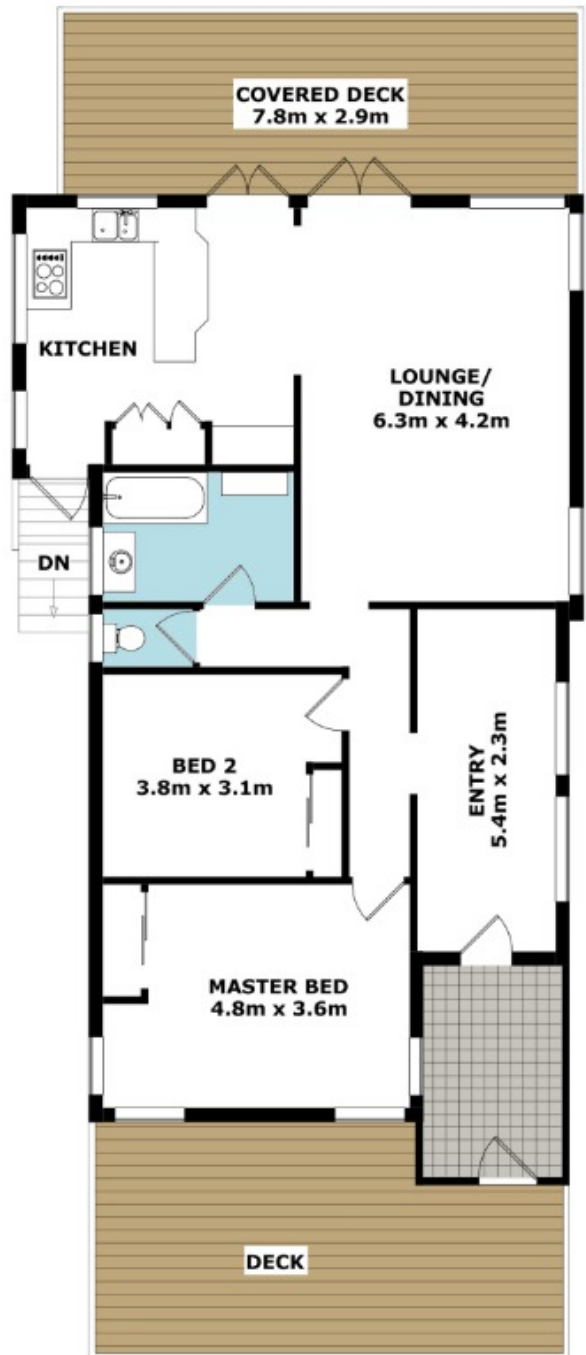 COVERED DECK
7.8m x 2.9m
KITCHEN
LOUNGE/
DINING
6.3m x 4.2m
DN
BED 2
3.8m x 3.1m
ENTRY
5.4m x 2.3m
MASTER BED
4.8m x 3.6m
DECK